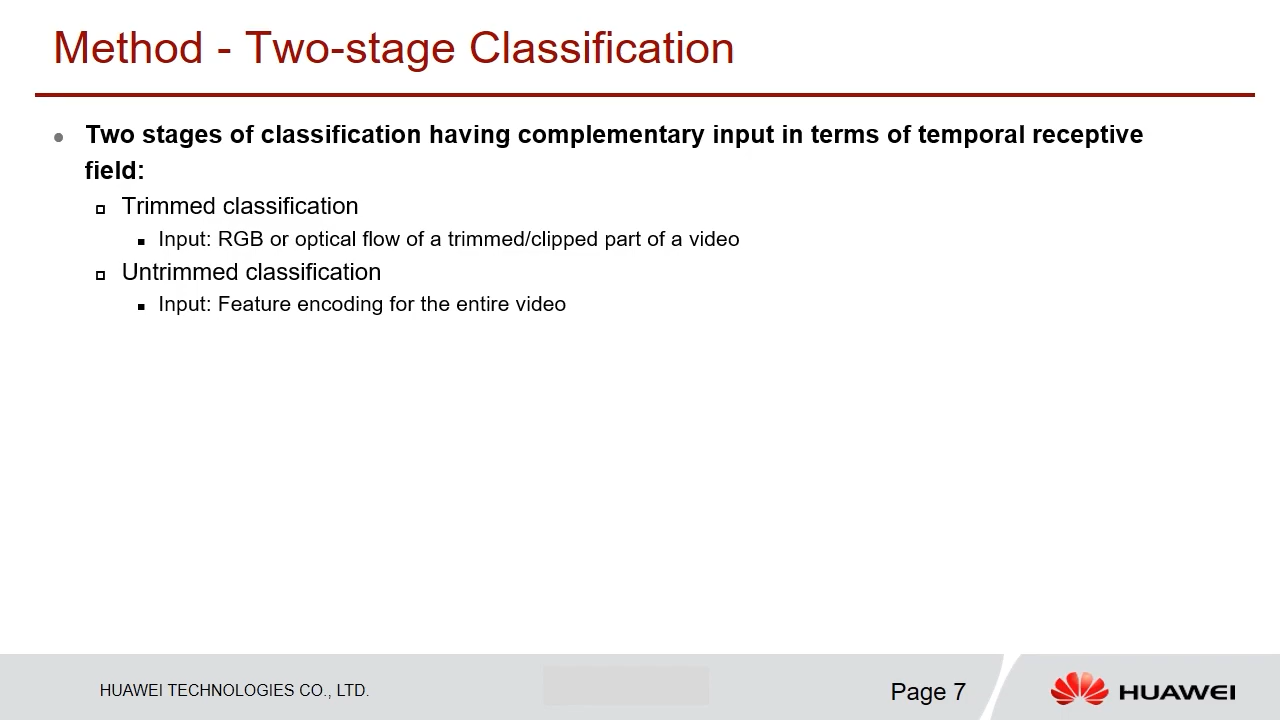 Method - Two-stage Classification
Two stages of classification having complementary input in terms of temporal receptive
field:
Trimmed classification
Input: RGB or optical flow of a trimmed/clipped part of a video
Untrimmed classification
Input: Feature encoding for the entire video
HUAWEI TECHNOLOGIES CO., LTD.
Page 7
HUAWEI